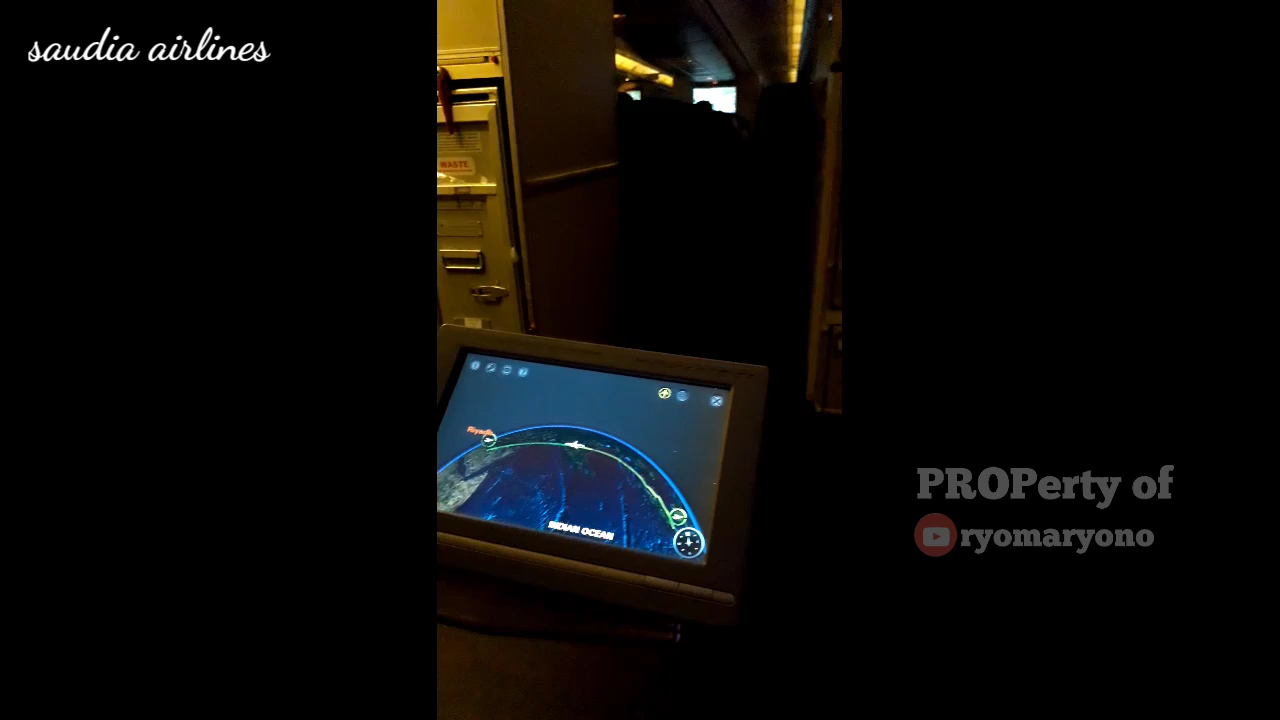 saudia airlines
WASTE
Riyadh
INDIAN OCEAN
PROPerty of
ryomaryono